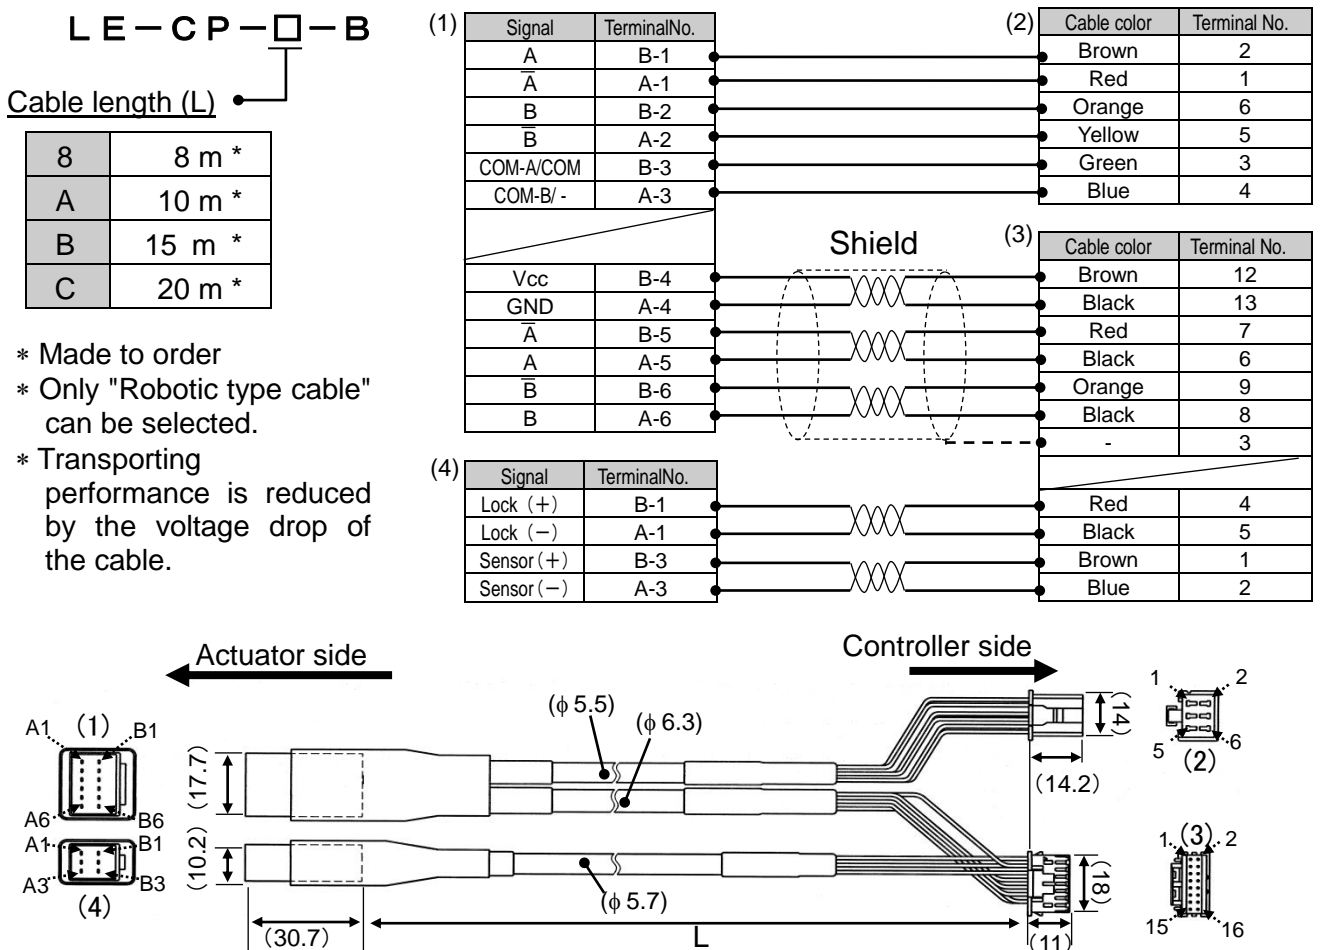 LE-CP-□-B
Cable length (L)
8 8 m *
A 10 m *
B 15 m *
C 20 m *
* Made to order
* Only "Robotic type cable"
can be selected.
* Transporting
performance is reduced
by the voltage drop of
the cable.
(1)
Signal TerminalNo.
A B-1
A̅ A-1
B B-2
B̅ A-2
COM-A/COM B-3
COM-B/ - A-3
Vcc B-4
GND A-4
A̅ B-5
A A-5
B̅ B-6
B A-6
(2)
Cable color Terminal No.
Brown 2
Red 1
Orange 6
Yellow 5
Green 3
Blue 4
Shield
(3)
Cable color Terminal No.
Brown 12
Black 13
Red 7
Black 6
Orange 9
Black 8
- 3
Red 4
Black 5
Brown 1
Blue 2
(4)
Signal TerminalNo.
Lock (+) B-1
Lock (−) A-1
Sensor(+) B-3
Sensor(−) A-3
Actuator side
Controller side
A1 (1) B1
A6 B6
A1 B1
A3 B3
(4)
(17.7)
(10.2)
(30.7)
(ϕ 5.5)
(ϕ 6.3)
(ϕ 5.7)
L
(14)
(14.2)
(18)
(11)
1 2
5 6
(2)
1 (3) 2
15 16